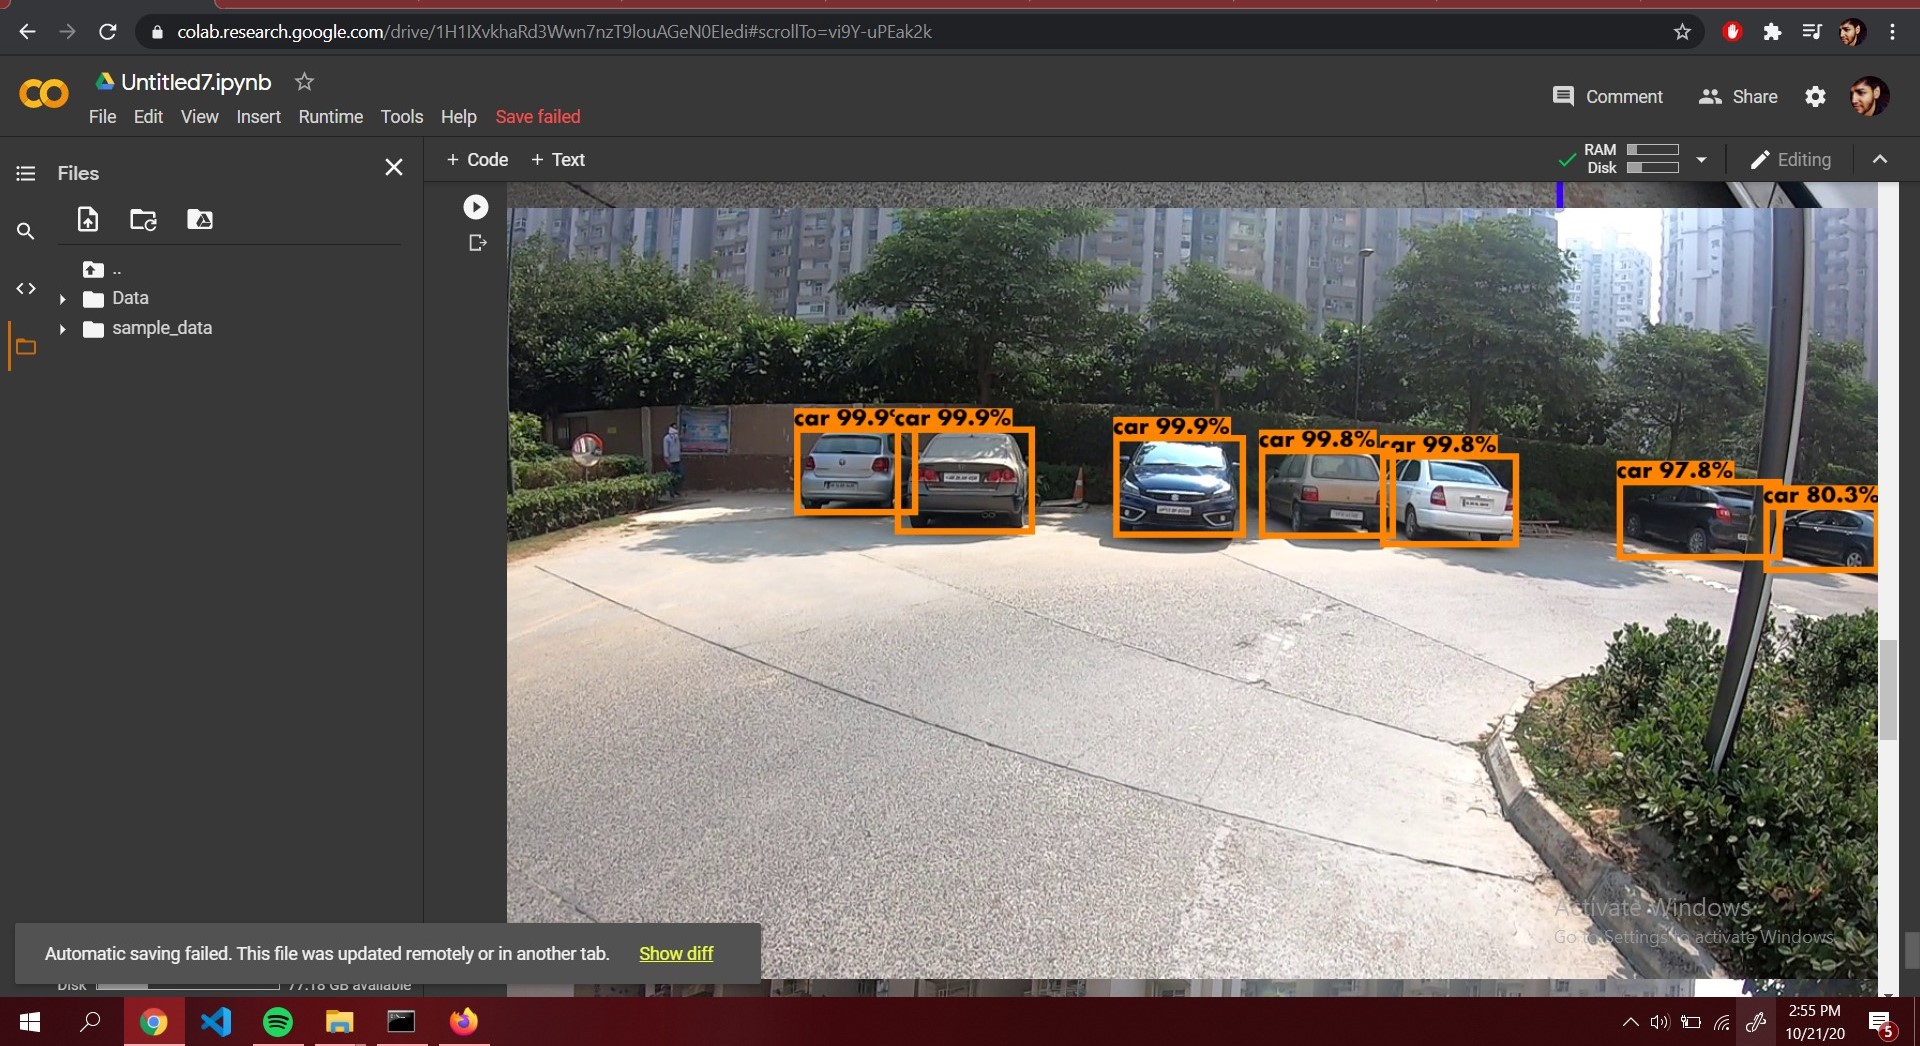 colab.research.google.com/drive/1H1IXvkhaRd3Wwn7nzT9louAGeN0EIedi#scrollTo=vi9Y-uPEak2k
Untitled7.ipynb
File Edit View Insert Runtime Tools Help Save failed
Comment Share
Files
+ Code + Text
RAM
Disk
Editing
..
Data
sample_data
car 99.9%
car 99.9%
car 99.9%
car 99.8%
car 99.8%
car 97.8%
car 80.3%
Activate Windows
Go to Settings to activate Windows.
Automatic saving failed. This file was updated remotely or in another tab. Show diff
Disk 77.18 GB available
2:55 PM
10/21/20
5